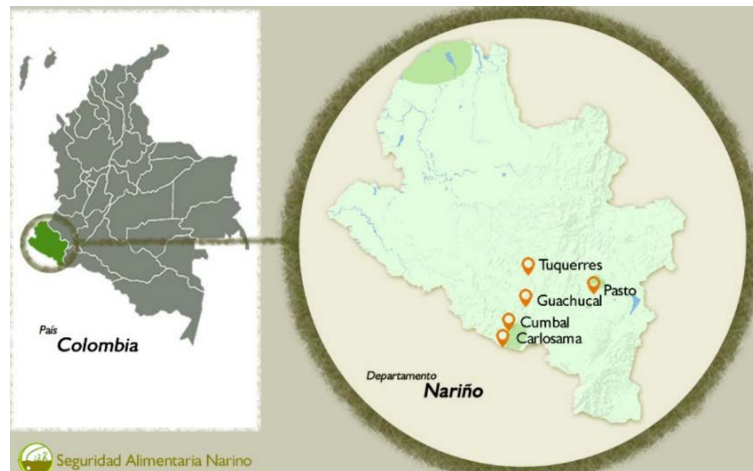 País
Colombia
Tuquerres
Pasto
Guachucal
Cumbal
Carlosama
Departamento
Nariño
Seguridad Alimentaria Narino